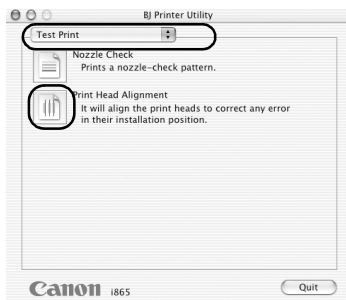 BJ Printer Utility
Test Print
Nozzle Check
Prints a nozzle-check pattern.
Print Head Alignment
It will align the print heads to correct any error
in their installation position.
Canon i865
Quit